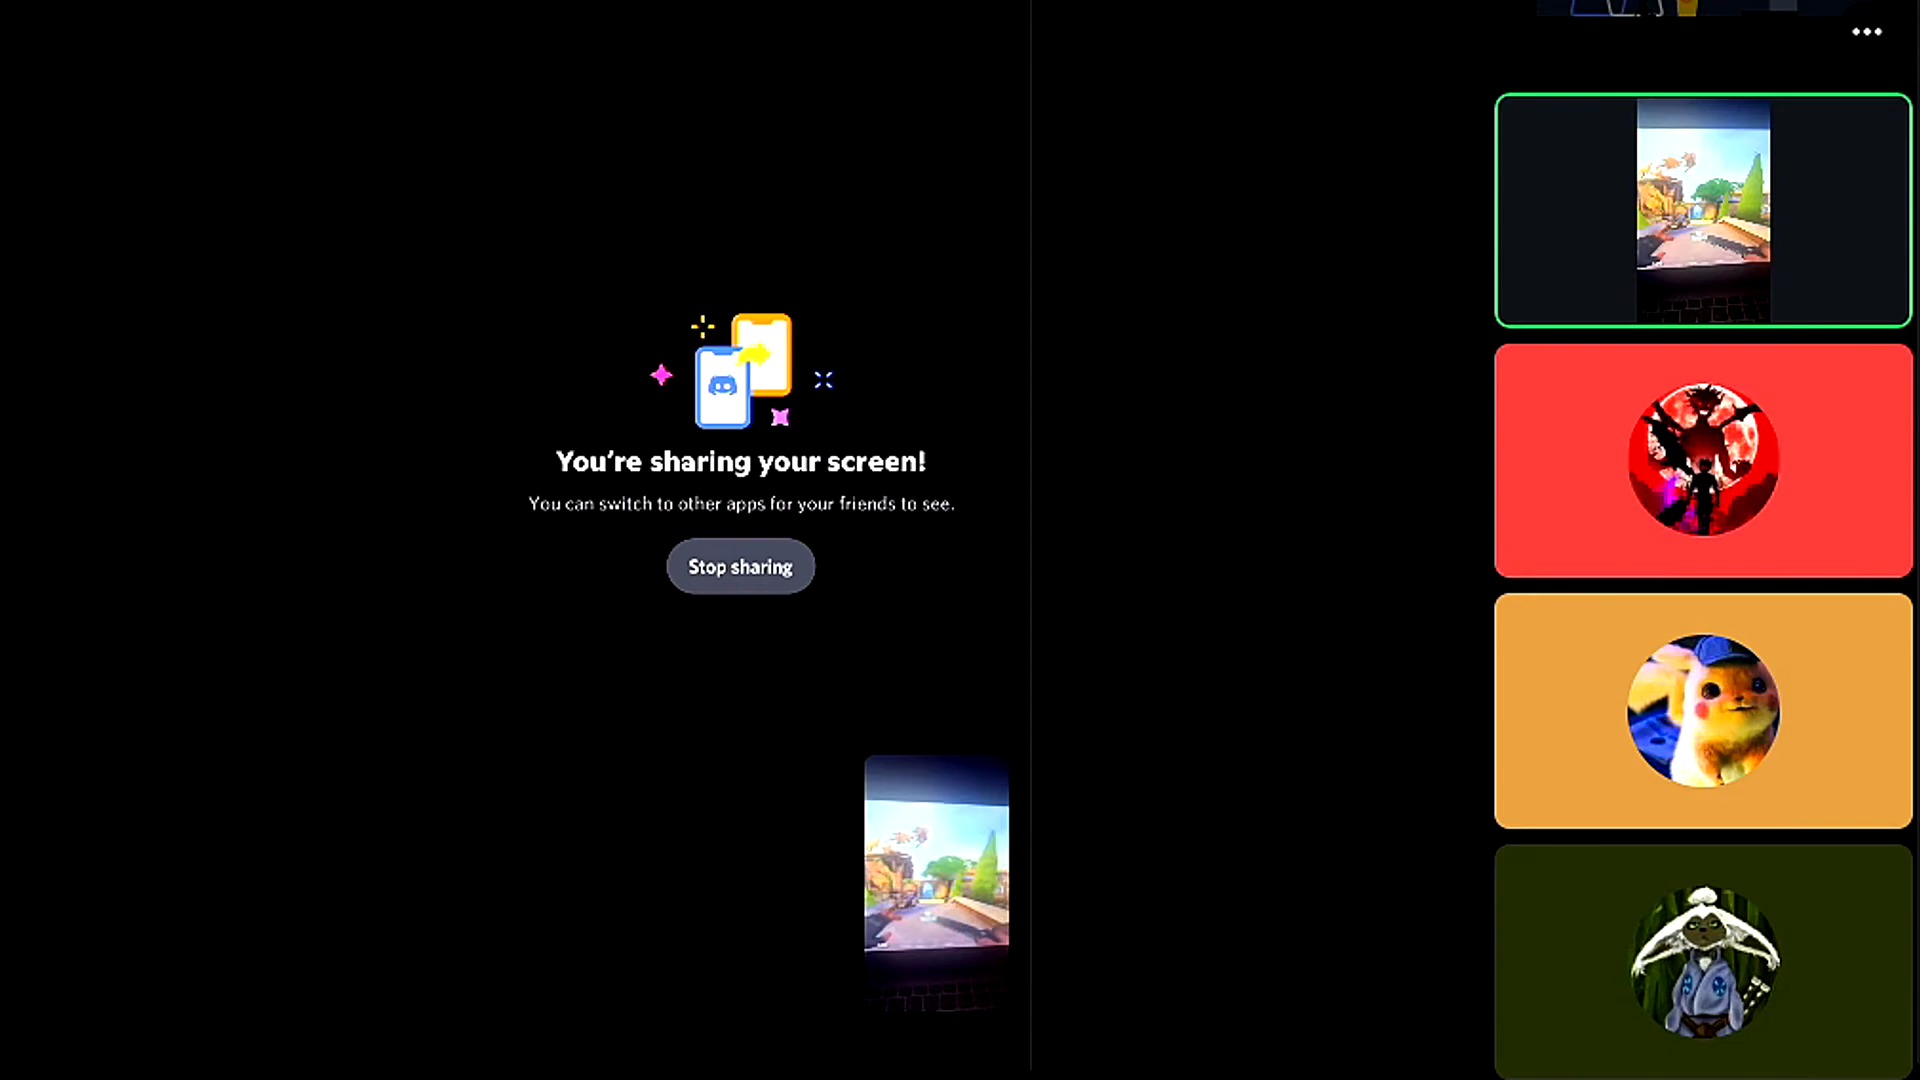 You're sharing your screen!
You can switch to other apps for your friends to see.
Stop sharing